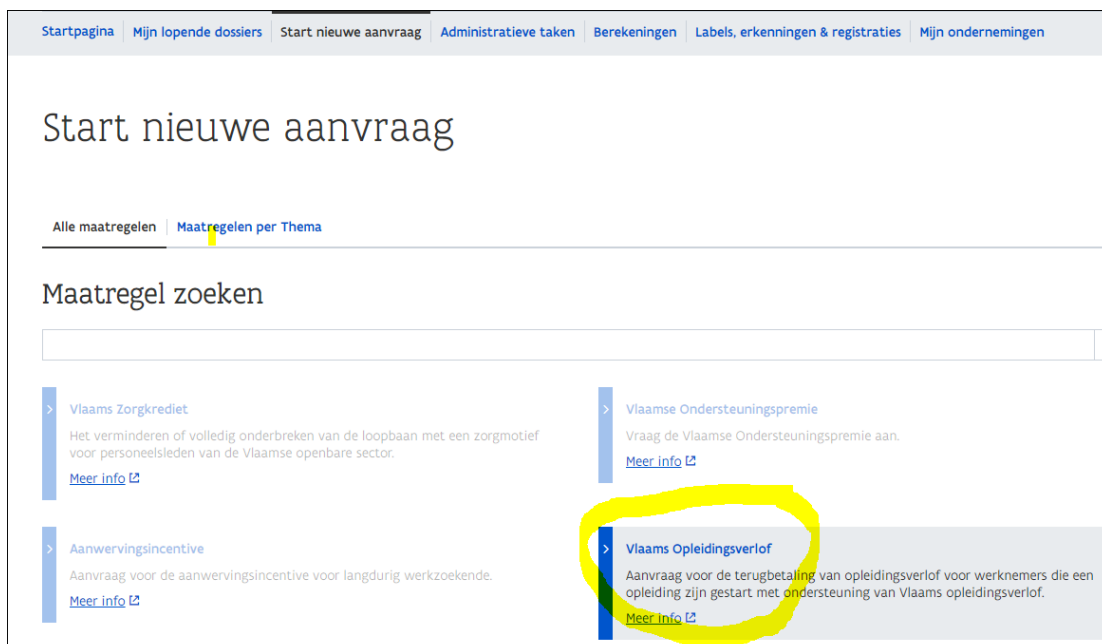 Startpagina Mijn lopende dossiers Start nieuwe aanvraag Administratieve taken Berekeningen Labels, erkenningen & registraties Mijn ondernemingen
Start nieuwe aanvraag
Alle maatregelen Maatregelen per Thema
Maatregel zoeken
Vlaams Zorgkrediet
Het verminderen of volledig onderbreken van de loopbaan met een zorgmotief
voor personeelsleden van de Vlaamse openbare sector.
Meer info
Vlaamse Ondersteuningspremie
Vraag de Vlaamse Ondersteuningspremie aan.
Meer info
Aanwervingsincentive
Aanvraag voor de aanwervingsincentive voor langdurig werkzoekende.
Meer info
Vlaams Opleidingsverlof
Aanvraag voor de terugbetaling van opleidingsverlof voor werknemers die een
opleiding zijn gestart met ondersteuning van Vlaams opleidingsverlof.
Meer info